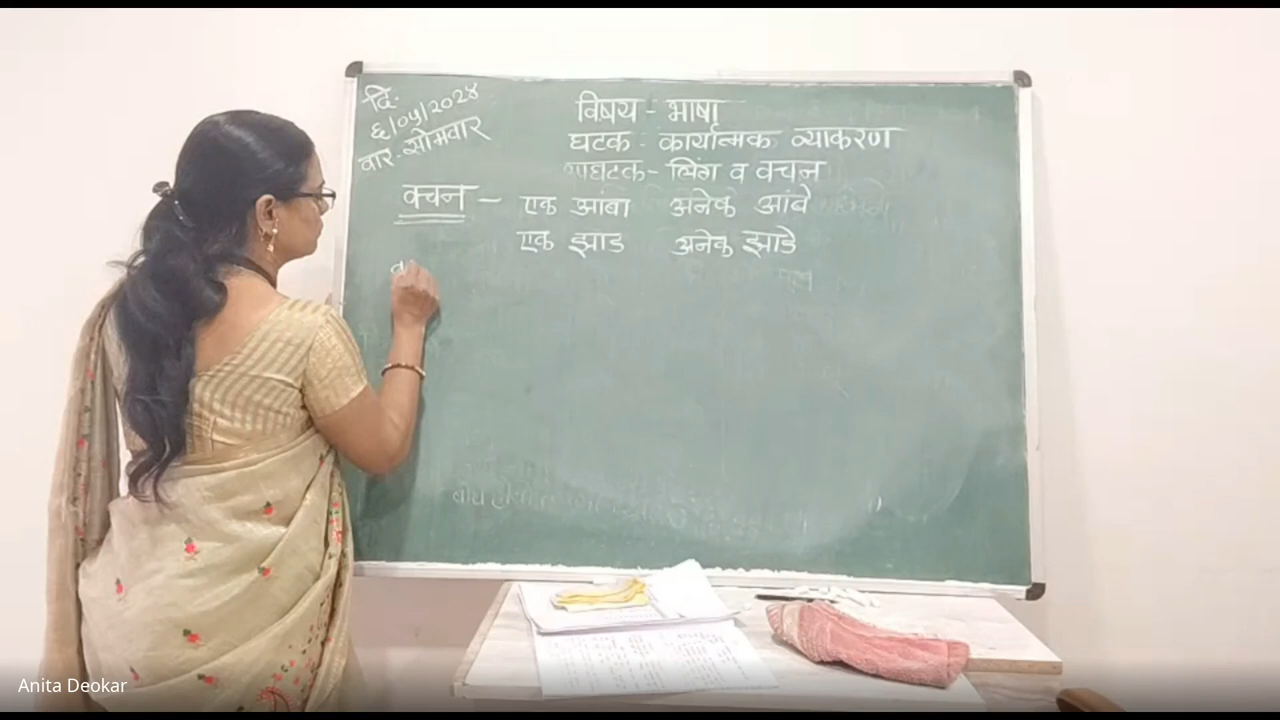 दि.
६/०५/२०२४
वार-सोमवार
विषय - भाषा
घटक - कार्यात्मक व्याकरण
उपघटक - लिंग व वचन
वचन - एक आंबा अनेक आंबे
एक झाड अनेक झाडे
व
Anita Deokar